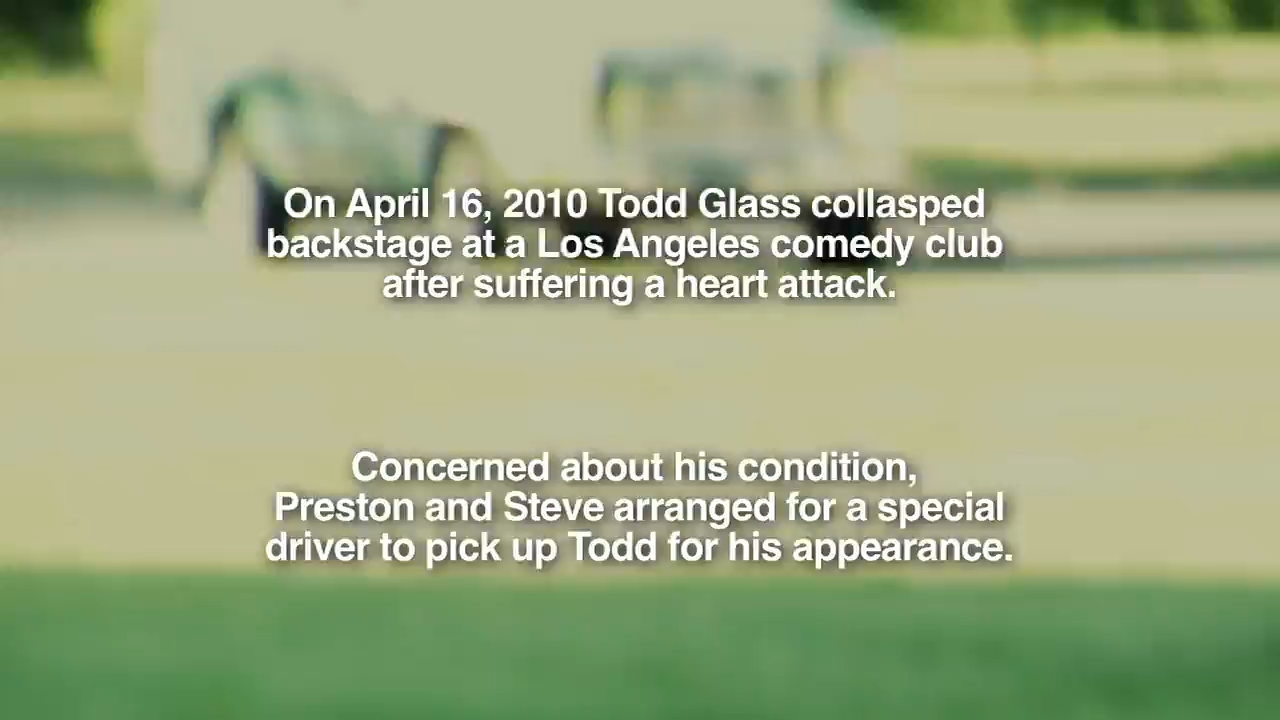 On April 16, 2010 Todd Glass collasped
backstage at a Los Angeles comedy club
after suffering a heart attack.
Concerned about his condition,
Preston and Steve arranged for a special
driver to pick up Todd for his appearance.